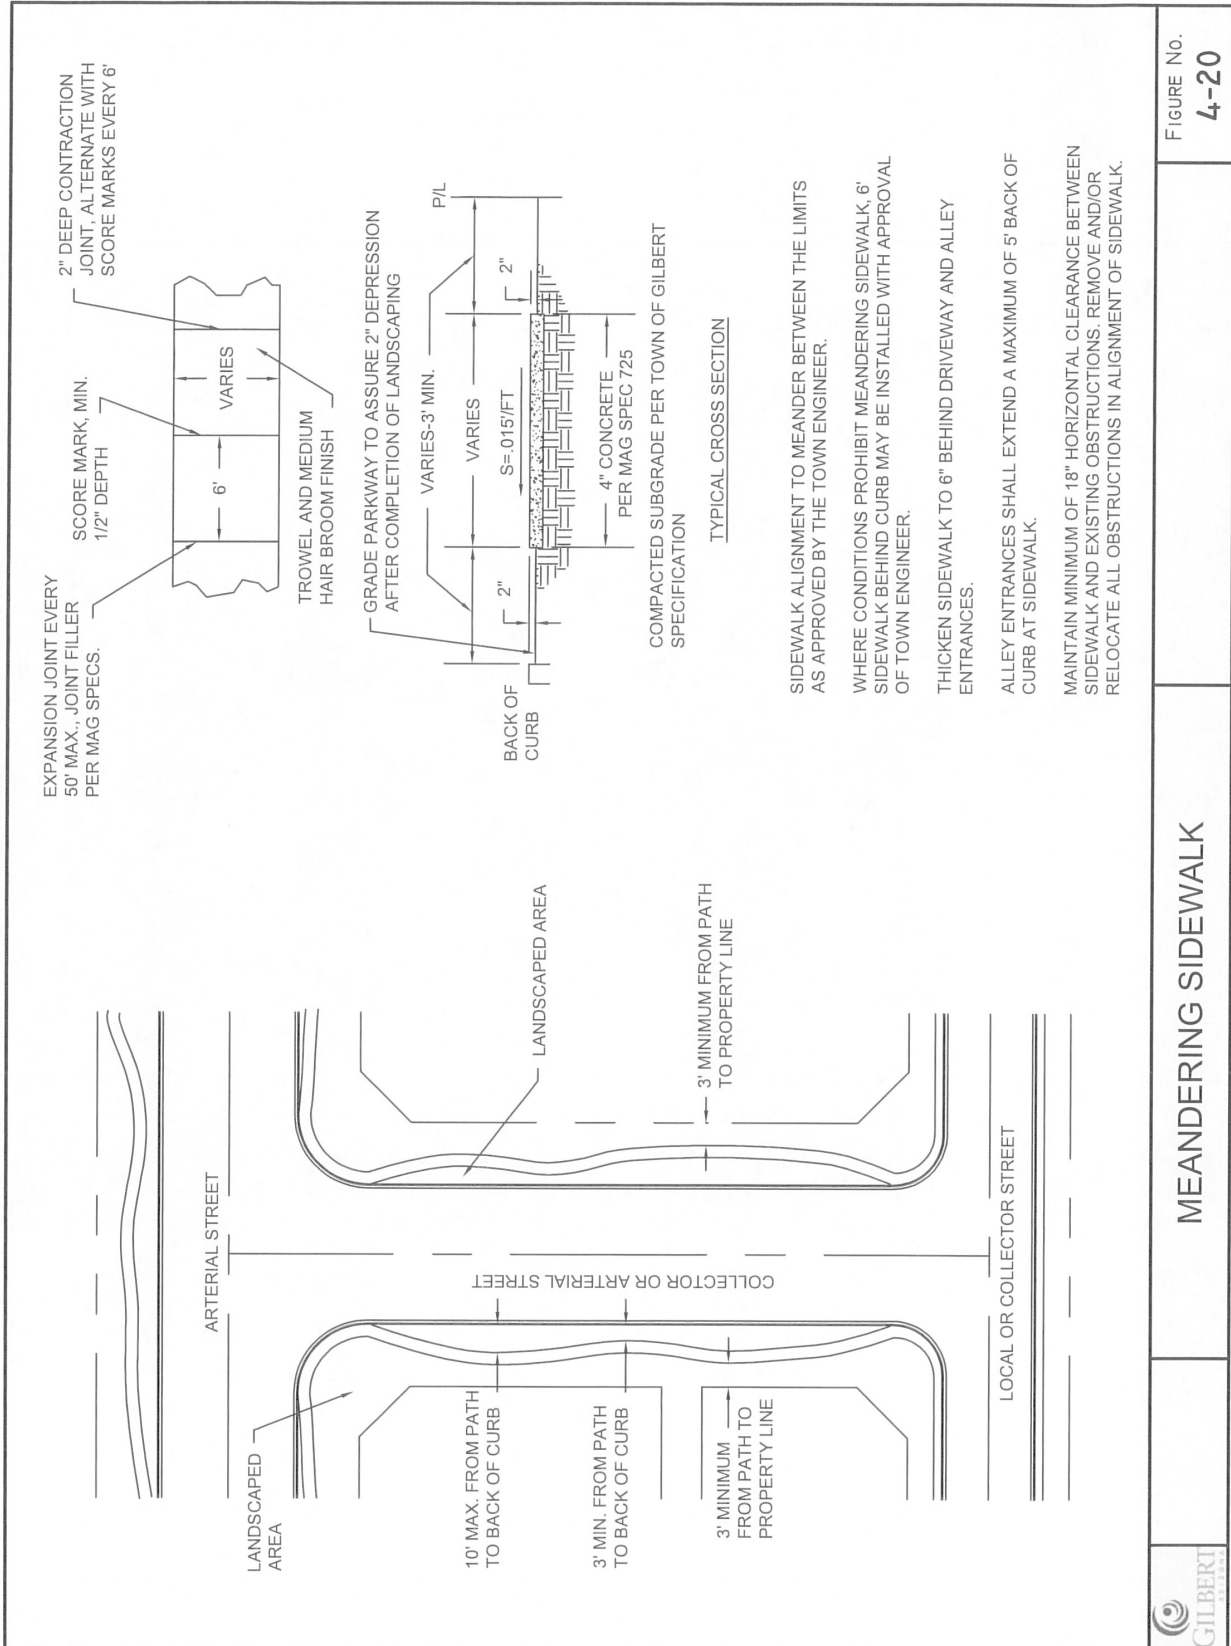 LANDSCAPED
AREA
ARTERIAL STREET
10' MAX. FROM PATH
TO BACK OF CURB
3' MIN. FROM PATH
TO BACK OF CURB
3' MINIMUM
FROM PATH TO
PROPERTY LINE
COLLECTOR OR ARTERIAL STREET
LANDSCAPED AREA
3' MINIMUM FROM PATH
TO PROPERTY LINE
LOCAL OR COLLECTOR STREET
EXPANSION JOINT EVERY
50' MAX., JOINT FILLER
PER MAG SPECS.
SCORE MARK, MIN.
1/2" DEPTH
2" DEEP CONTRACTION
JOINT, ALTERNATE WITH
SCORE MARKS EVERY 6'
6'
VARIES
TROWEL AND MEDIUM
HAIR BROOM FINISH
GRADE PARKWAY TO ASSURE 2" DEPRESSION
AFTER COMPLETION OF LANDSCAPING
VARIES-3' MIN.
P/L
VARIES
S=.015'/FT
2"
2"
BACK OF
CURB
4" CONCRETE
PER MAG SPEC 725
COMPACTED SUBGRADE PER TOWN OF GILBERT
SPECIFICATION
TYPICAL CROSS SECTION
SIDEWALK ALIGNMENT TO MEANDER BETWEEN THE LIMITS
AS APPROVED BY THE TOWN ENGINEER.
WHERE CONDITIONS PROHIBIT MEANDERING SIDEWALK, 6'
SIDEWALK BEHIND CURB MAY BE INSTALLED WITH APPROVAL
OF TOWN ENGINEER.
THICKEN SIDEWALK TO 6" BEHIND DRIVEWAY AND ALLEY
ENTRANCES.
ALLEY ENTRANCES SHALL EXTEND A MAXIMUM OF 5' BACK OF
CURB AT SIDEWALK.
MAINTAIN MINIMUM OF 18" HORIZONTAL CLEARANCE BETWEEN
SIDEWALK AND EXISTING OBSTRUCTIONS. REMOVE AND/OR
RELOCATE ALL OBSTRUCTIONS IN ALIGNMENT OF SIDEWALK.
GILBERT
ARIZONA
MEANDERING SIDEWALK
FIGURE NO.
4-20